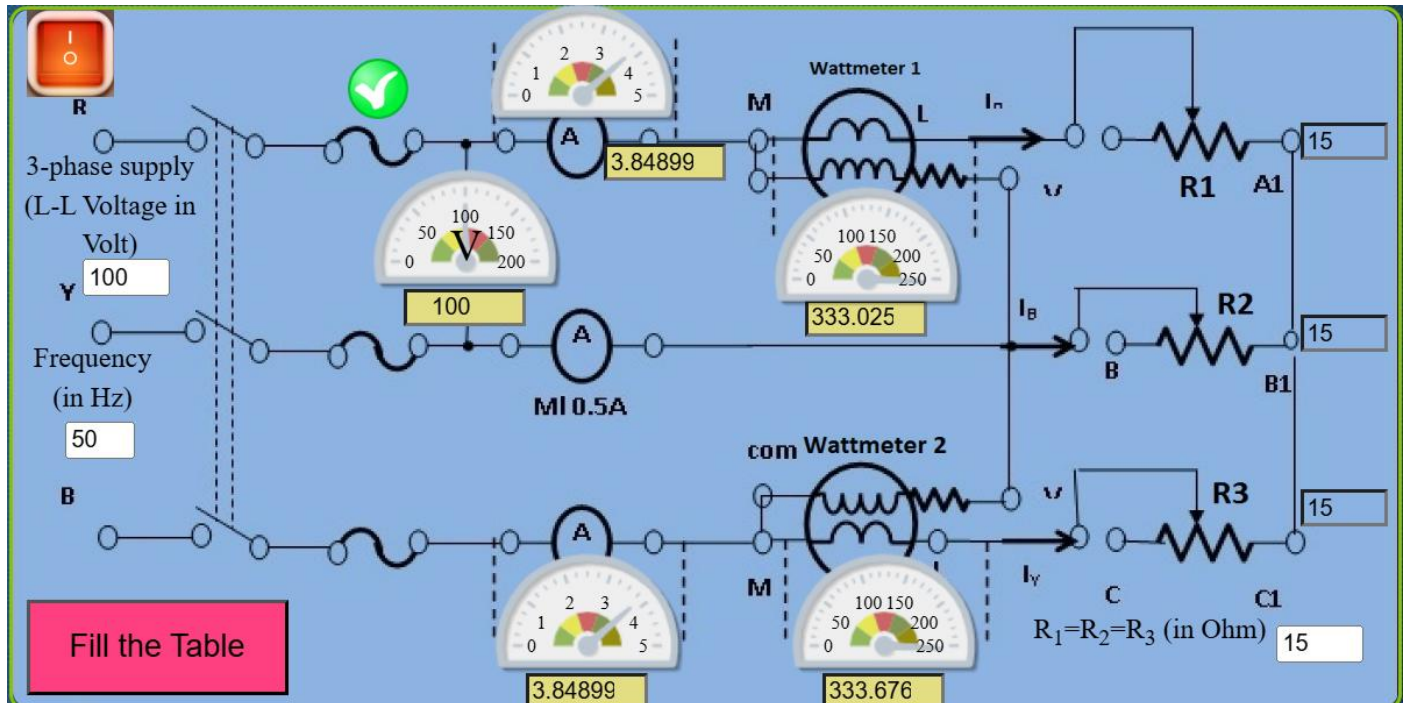 I
O
R
3-phase supply
(L-L Voltage in
Volt)
100
Y
Frequency
(in Hz)
50
B
Fill the Table
0 1 2 3 4 5
A
3.84899
0 50 100 150 200
V
100
A
MI 0.5A
A
0 1 2 3 4 5
3.84899
Wattmeter 1
M
L
0 50 100 150 200 250
333.025
com Wattmeter 2
M
0 50 100 150 200 250
333.676
V
R1
A1
15
I_B
R2
B
B1
15
V
I_Y
R3
C
C1
15
R₁=R₂=R₃ (in Ohm)
15